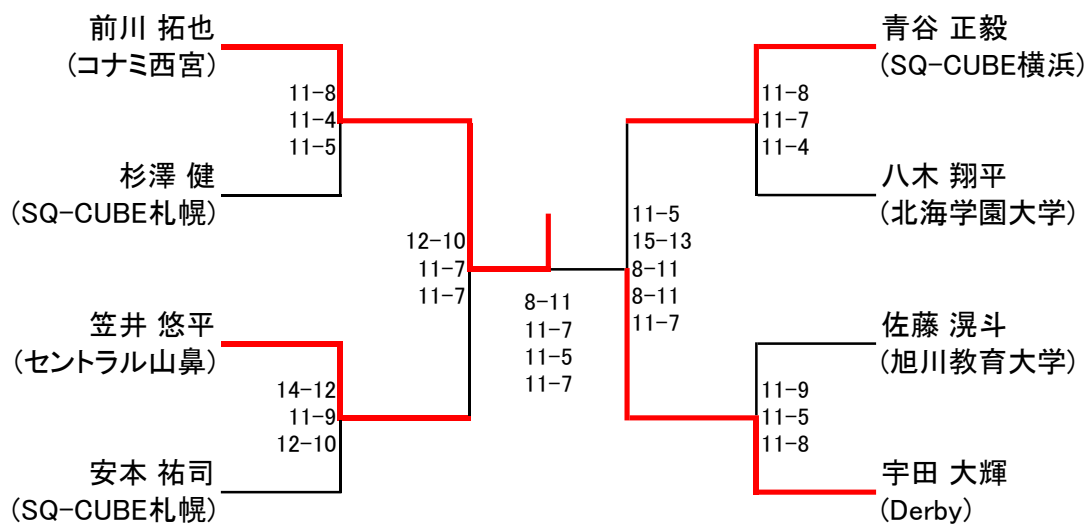 前川 拓也
(コナミ西宮)
11-8
11-4
11-5
杉澤 健
(SQ-CUBE札幌)
12-10
11-7
11-7
笠井 悠平
(セントラル山鼻)
14-12
11-9
12-10
安本 祐司
(SQ-CUBE札幌)
8-11
11-7
11-5
11-7
青谷 正毅
(SQ-CUBE横浜)
11-8
11-7
11-4
八木 翔平
(北海学園大学)
11-5
15-13
8-11
8-11
11-7
佐藤 滉斗
(旭川教育大学)
11-9
11-5
11-8
宇田 大輝
(Derby)